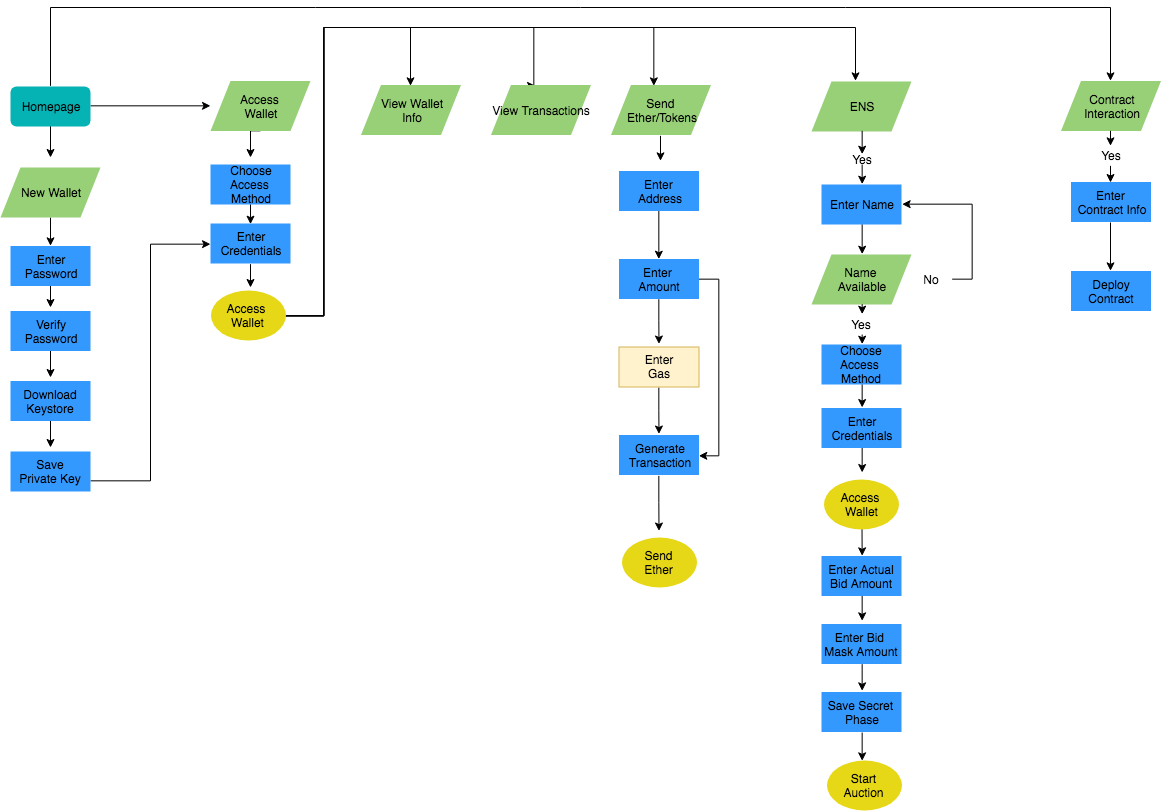 Homepage
New Wallet
Enter
Password
Verify
Password
Download
Keystore
Save
Private Key
Access
Wallet
Choose
Access
Method
Enter
Credentials
Access
Wallet
View Wallet
Info
View Transactions
Send
Ether/Tokens
Enter
Address
Enter
Amount
Enter
Gas
Generate
Transaction
Send
Ether
ENS
Yes
Enter Name
Name
Available
No
Yes
Choose
Access
Method
Enter
Credentials
Access
Wallet
Enter Actual
Bid Amount
Enter Bid
Mask Amount
Save Secret
Phase
Start
Auction
Contract
Interaction
Yes
Enter
Contract Info
Deploy
Contract